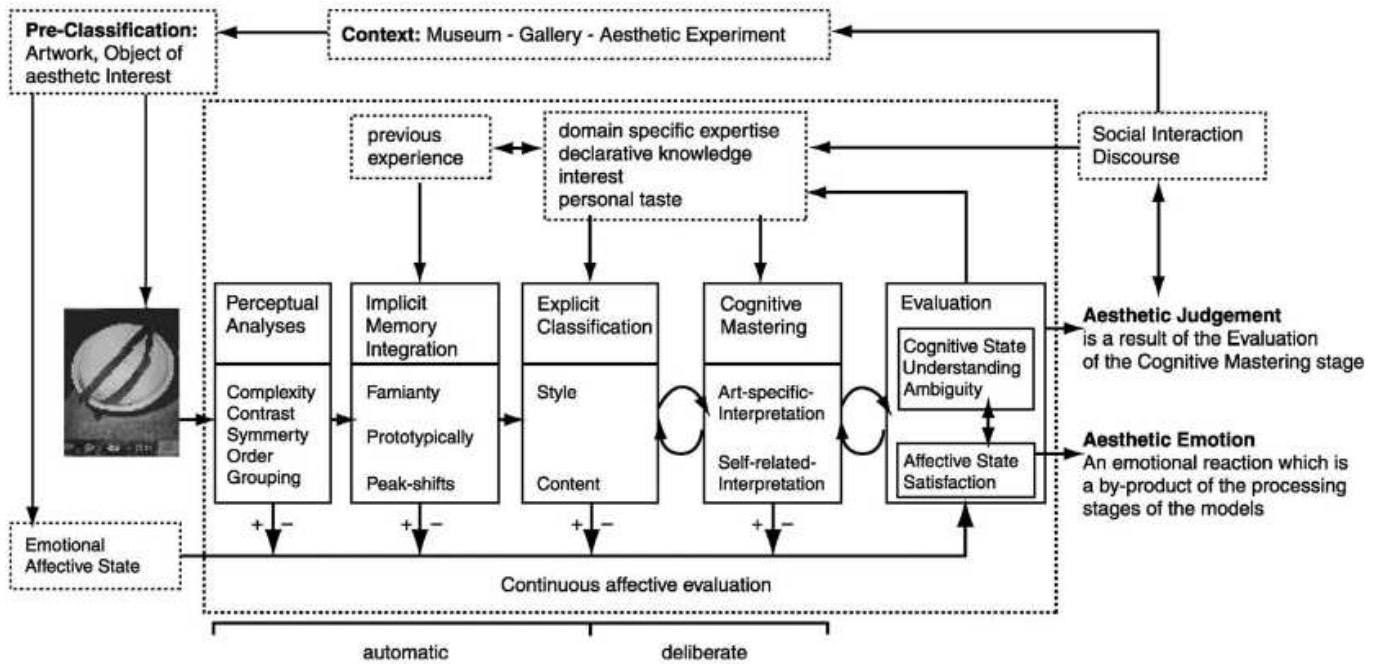 Pre-Classification:
Artwork, Object of
aesthetc Interest
Context: Museum - Gallery - Aesthetic Experiment
previous
experience
domain specific expertise
declarative knowledge
interest
personal taste
Social Interaction
Discourse
Perceptual
Analyses
Complexity
Contrast
Symmerty
Order
Grouping
Implicit
Memory
Integration
Famianty
Prototypically
Peak-shifts
Explicit
Classification
Style
Content
Cognitive
Mastering
Art-specific-
Interpretation
Self-related-
Interpretation
Evaluation
Cognitive State
Understanding
Ambiguity
Affective State
Satisfaction
Aesthetic Judgement
is a result of the Evaluation
of the Cognitive Mastering stage
Aesthetic Emotion
An emotional reaction which is
a by-product of the processing
stages of the models
+ −
+ −
+ −
+ −
Emotional
Affective State
Continuous affective evaluation
automatic
deliberate